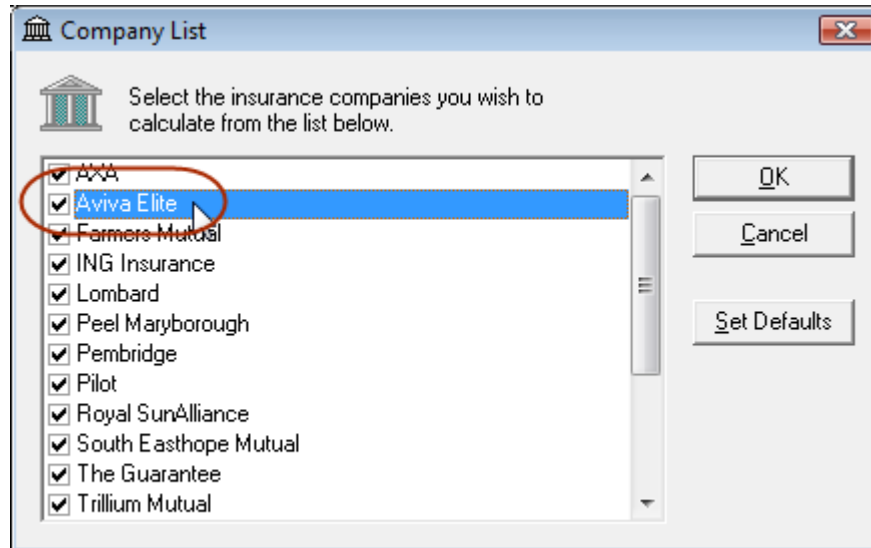 Company List
Select the insurance companies you wish to
calculate from the list below.
AXA
Aviva Elite
Farmers Mutual
ING Insurance
Lombard
Peel Maryborough
Pembridge
Pilot
Royal SunAlliance
South Easthope Mutual
The Guarantee
Trillium Mutual
OK
Cancel
Set Defaults